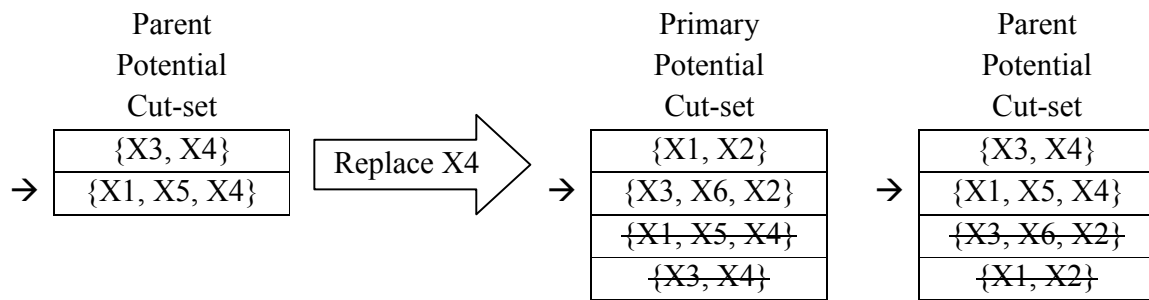 Parent
Potential
Cut-set
{X3, X4}
→ {X1, X5, X4}
Replace X4
Primary
Potential
Cut-set
{X1, X2}
→ {X3, X6, X2}
{X1, X5, X4}
{X3, X4}
Parent
Potential
Cut-set
{X3, X4}
→ {X1, X5, X4}
{X3, X6, X2}
{X1, X2}